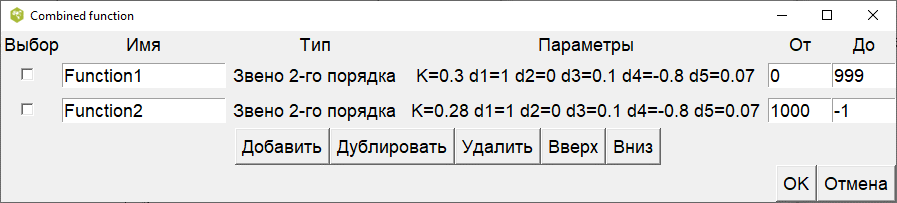 Combined function
Выбор Имя Тип Параметры От До
Function1 Звено 2-го порядка K=0.3 d1=1 d2=0 d3=0.1 d4=-0.8 d5=0.07 0 999
Function2 Звено 2-го порядка K=0.28 d1=1 d2=0 d3=0.1 d4=-0.8 d5=0.07 1000 -1
Добавить Дублировать Удалить Вверх Вниз
OK Отмена